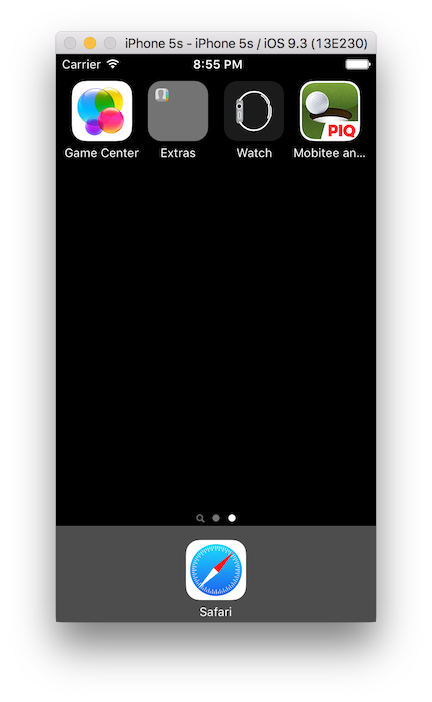 iPhone 5s - iPhone 5s / iOS 9.3 (13E230)
Carrier 8:55 PM
Game Center Extras Watch Mobitee an...
PIQ
Safari